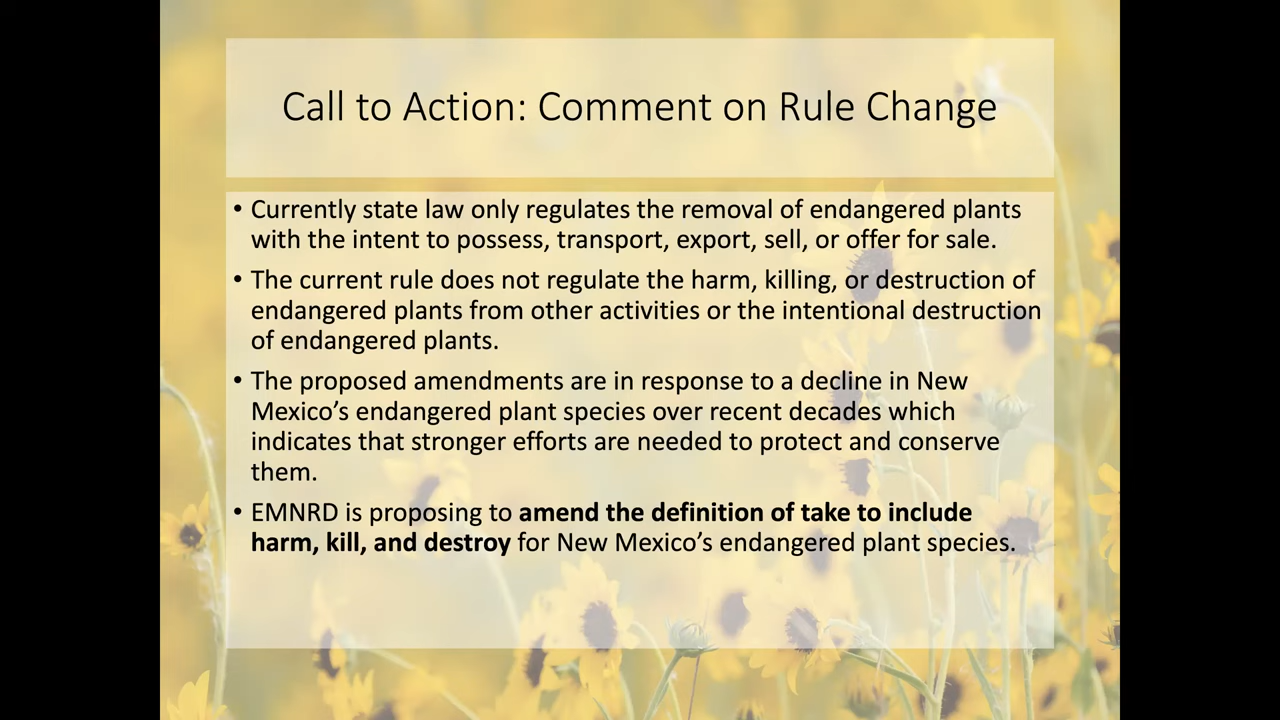 Call to Action: Comment on Rule Change
• Currently state law only regulates the removal of endangered plants
with the intent to possess, transport, export, sell, or offer for sale.
• The current rule does not regulate the harm, killing, or destruction of
endangered plants from other activities or the intentional destruction
of endangered plants.
• The proposed amendments are in response to a decline in New
Mexico’s endangered plant species over recent decades which
indicates that stronger efforts are needed to protect and conserve
them.
• EMNRD is proposing to amend the definition of take to include
harm, kill, and destroy for New Mexico’s endangered plant species.